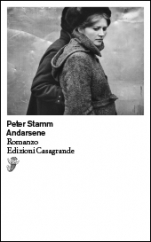 Peter Stamm
Andarsene
Romanzo
Edizioni Casagrande